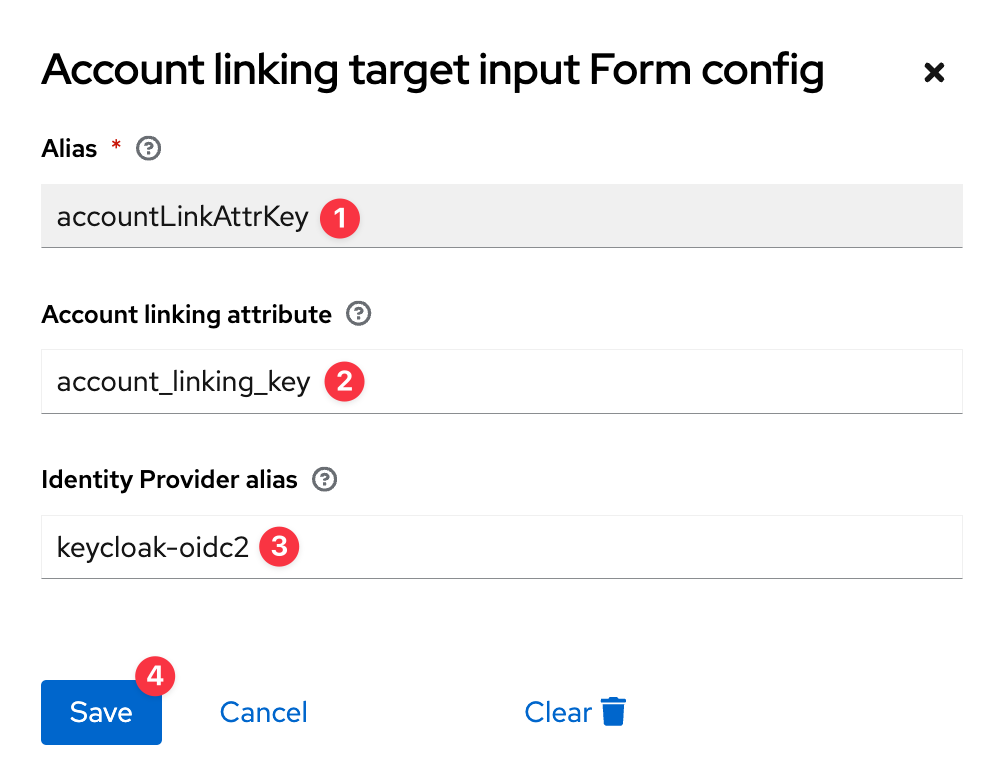 Account linking target input Form config
Alias *
accountLinkAttrKey 1
Account linking attribute
account_linking_key 2
Identity Provider alias
keycloak-oidc2 3
4
Save Cancel Clear